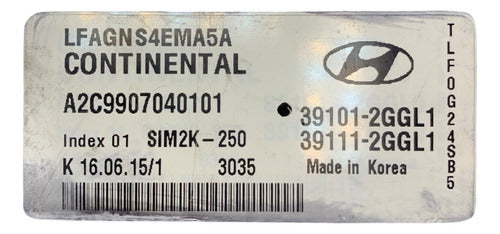 LFAGNS4EMA5A
CONTINENTAL
A2C9907040101
39101-2GGL1
Index 01 SIM2K-250
39111-2GGL1
K 16.06.15/1 3035
Made in Korea
TLF0G24SB5